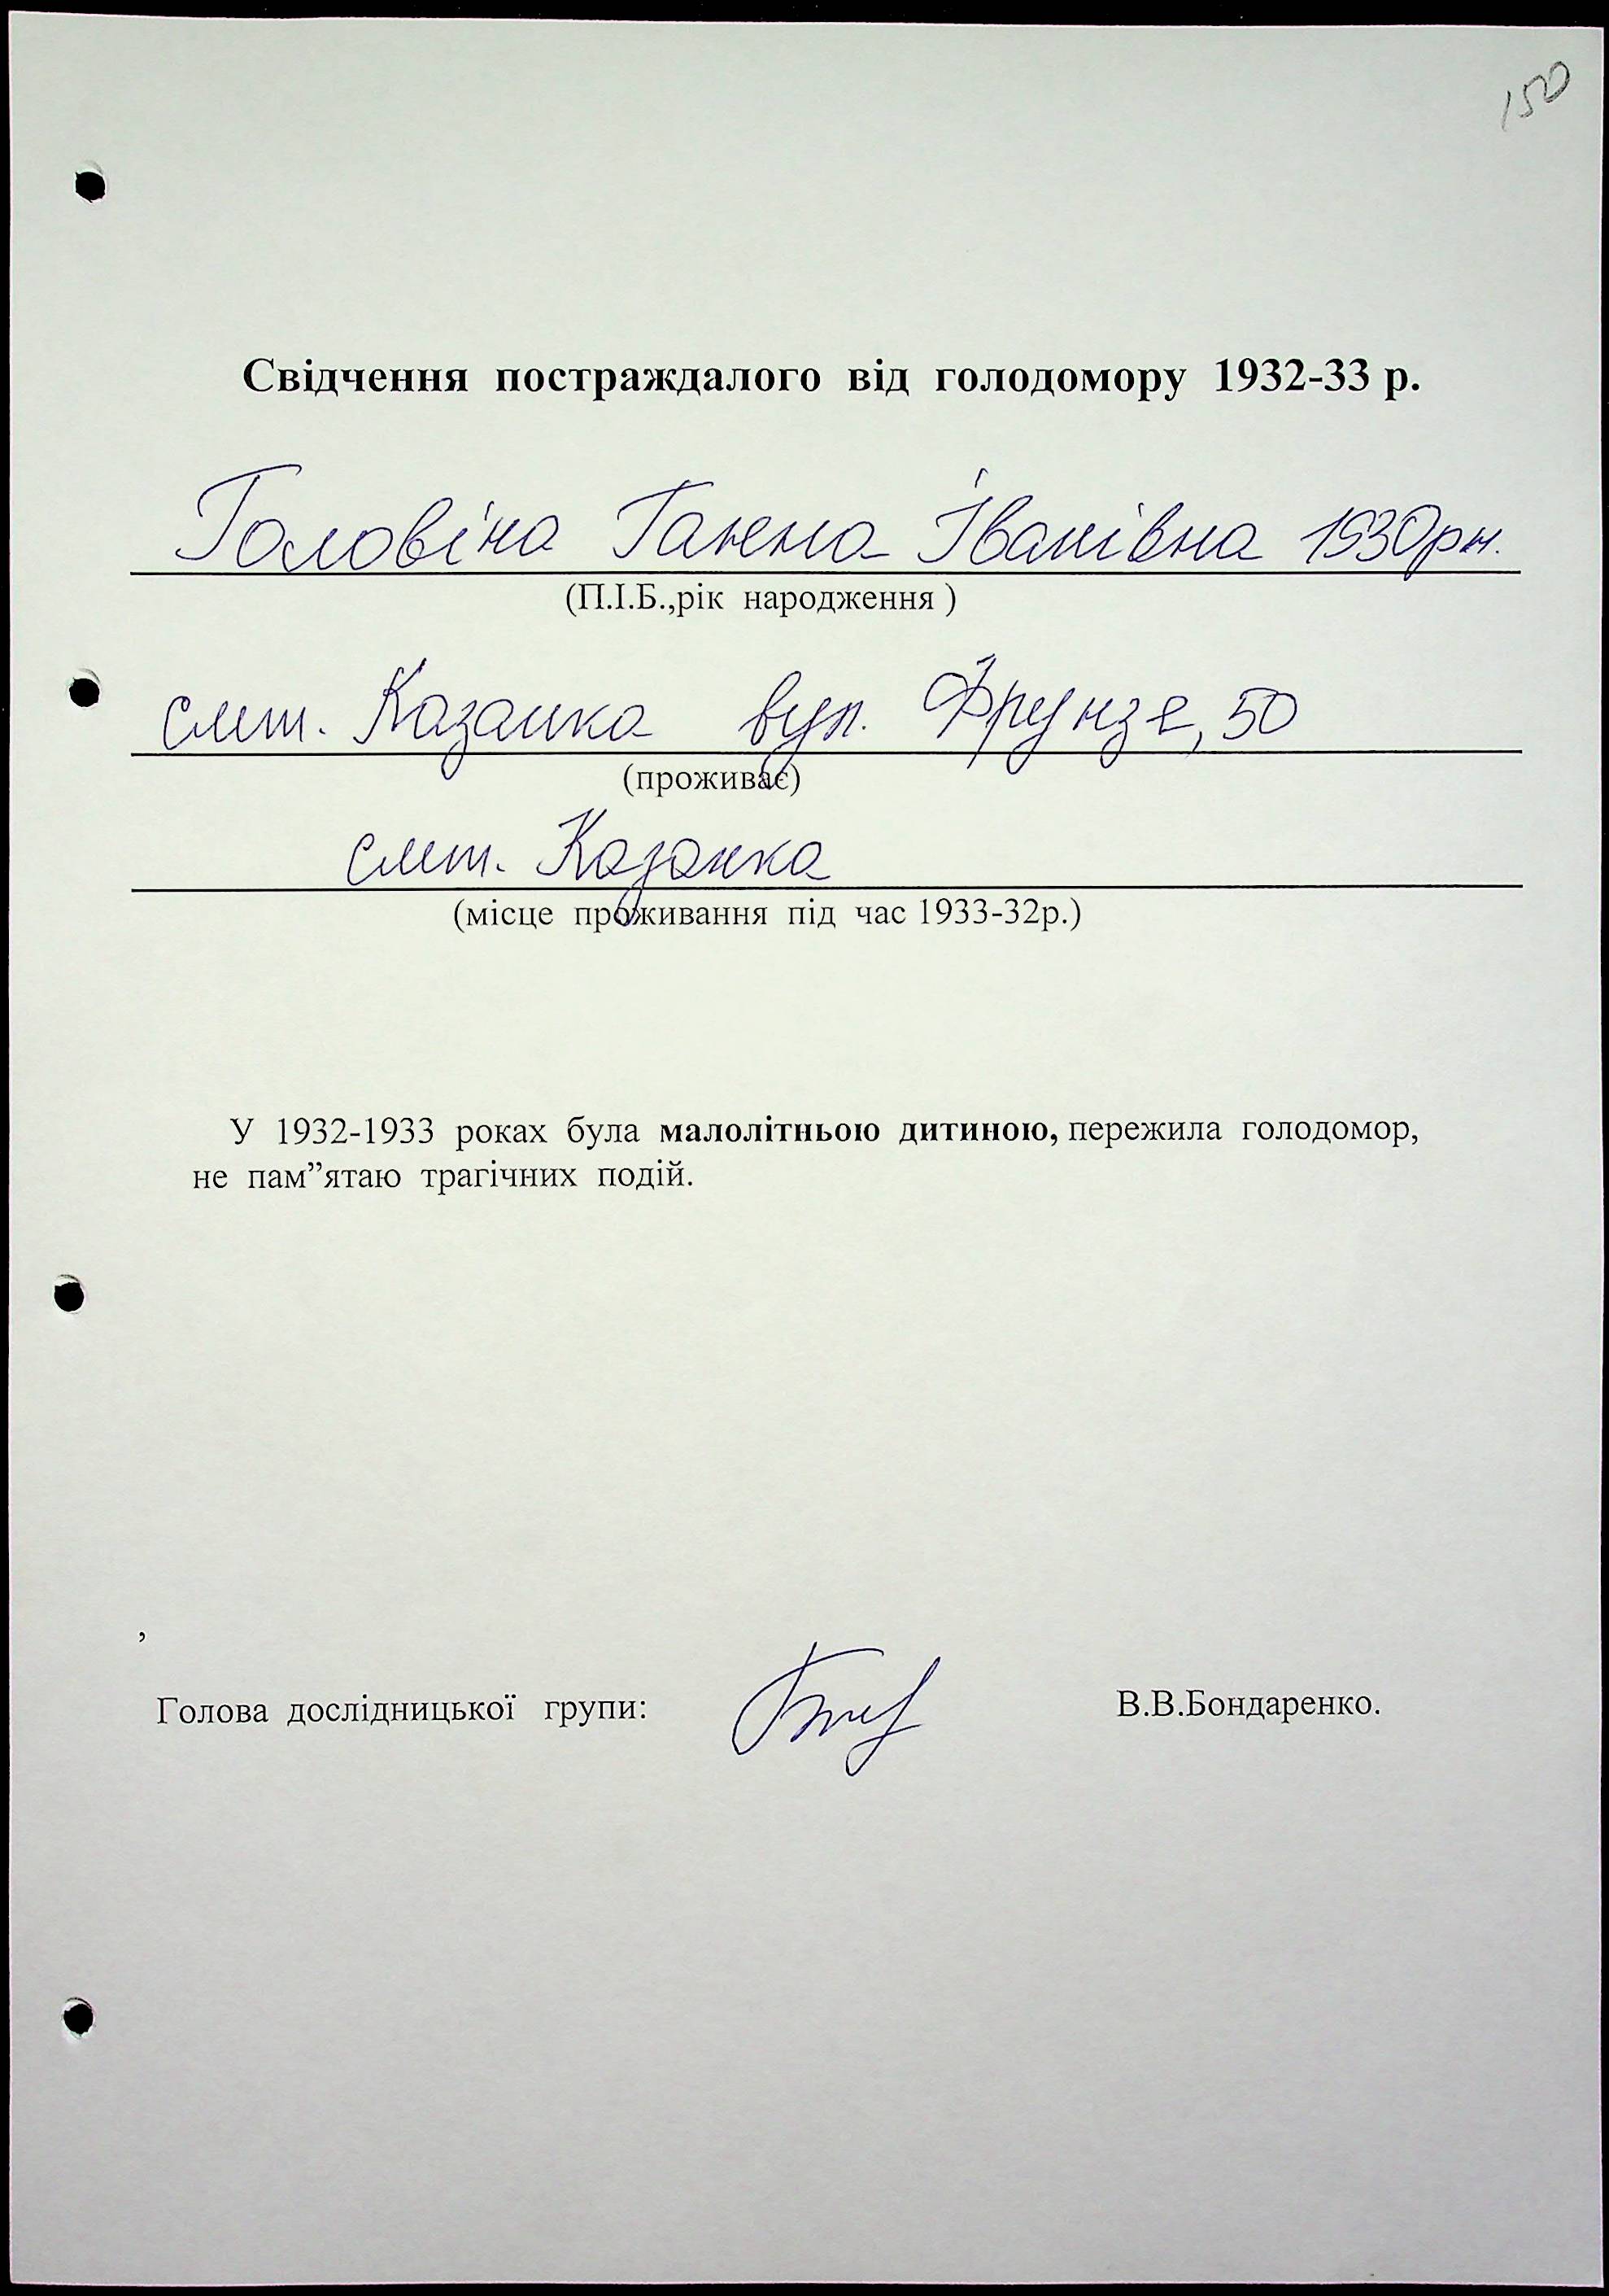 150
Свідчення постраждалого від голодомору 1932-33 р.
Головіна Ганна Іванівна 1930рн.
(П.І.Б.,рік народження )
смт. Казанка вул. Фрунзе, 50
(проживає)
смт. Казанка
(місце проживання під час 1933-32р.)
У 1932-1933 роках була малолітньою дитиною, пережила голодомор,
не пам”ятаю трагічних подій.
,
Голова дослідницької групи: В.В.Бондаренко.